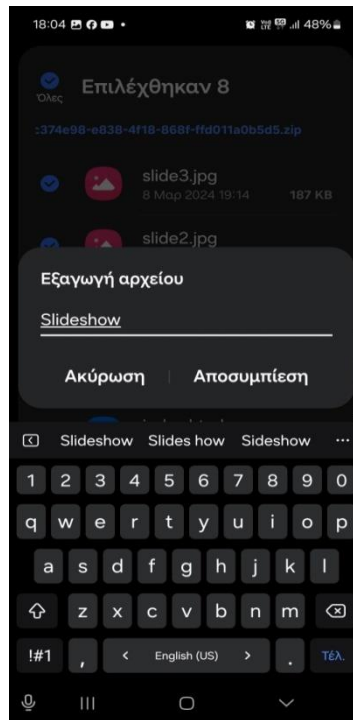 18:04 48%
Όλες
Επιλέχθηκαν 8
:374e98-e838-4f18-868f-ffd011a0b5d5.zip
slide3.jpg
8 Μαρ 2024 19:14 187 KB
slide2.jpg
Εξαγωγή αρχείου
Slideshow
Ακύρωση Αποσυμπίεση
Slideshow Slides how Sideshow
1 2 3 4 5 6 7 8 9 0
q w e r t y u i o p
a s d f g h j k l
z x c v b n m
!#1 , < English (US) > . Τέλ.